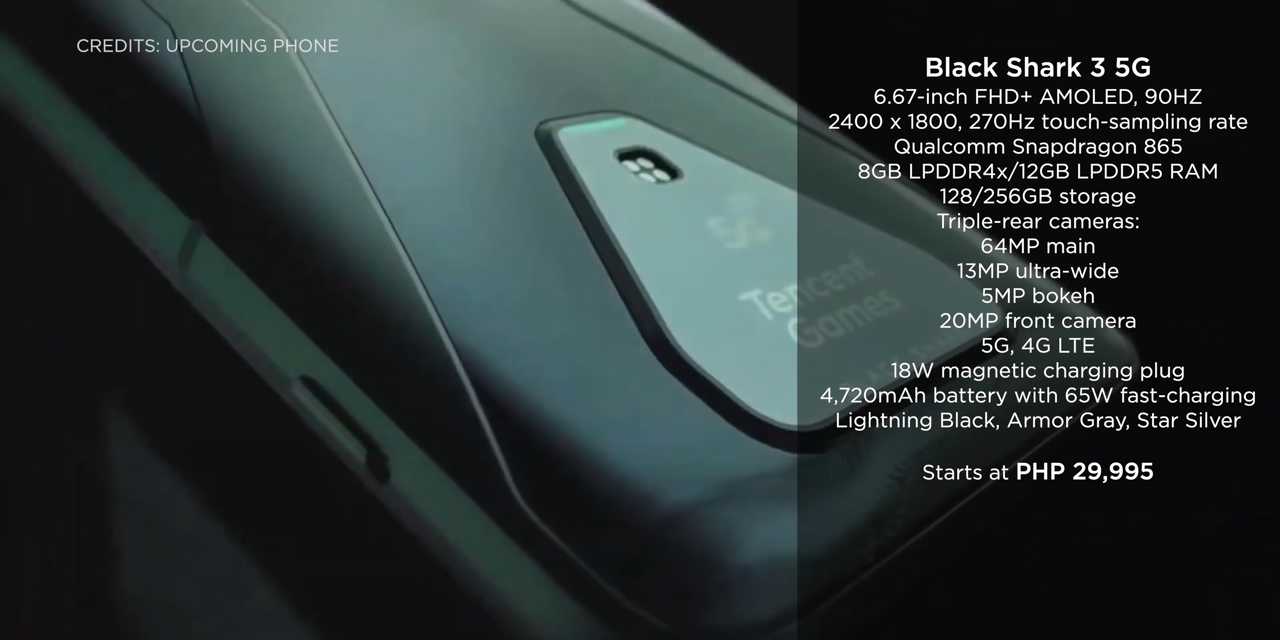 CREDITS: UPCOMING PHONE
Black Shark 3 5G
6.67-inch FHD+ AMOLED, 90HZ
2400 x 1800, 270Hz touch-sampling rate
Qualcomm Snapdragon 865
8GB LPDDR4x/12GB LPDDR5 RAM
128/256GB storage
Triple-rear cameras:
64MP main
13MP ultra-wide
5MP bokeh
20MP front camera
5G, 4G LTE
18W magnetic charging plug
4,720mAh battery with 65W fast-charging
Lightning Black, Armor Gray, Star Silver
Starts at PHP 29,995
5G
Tencent
Games